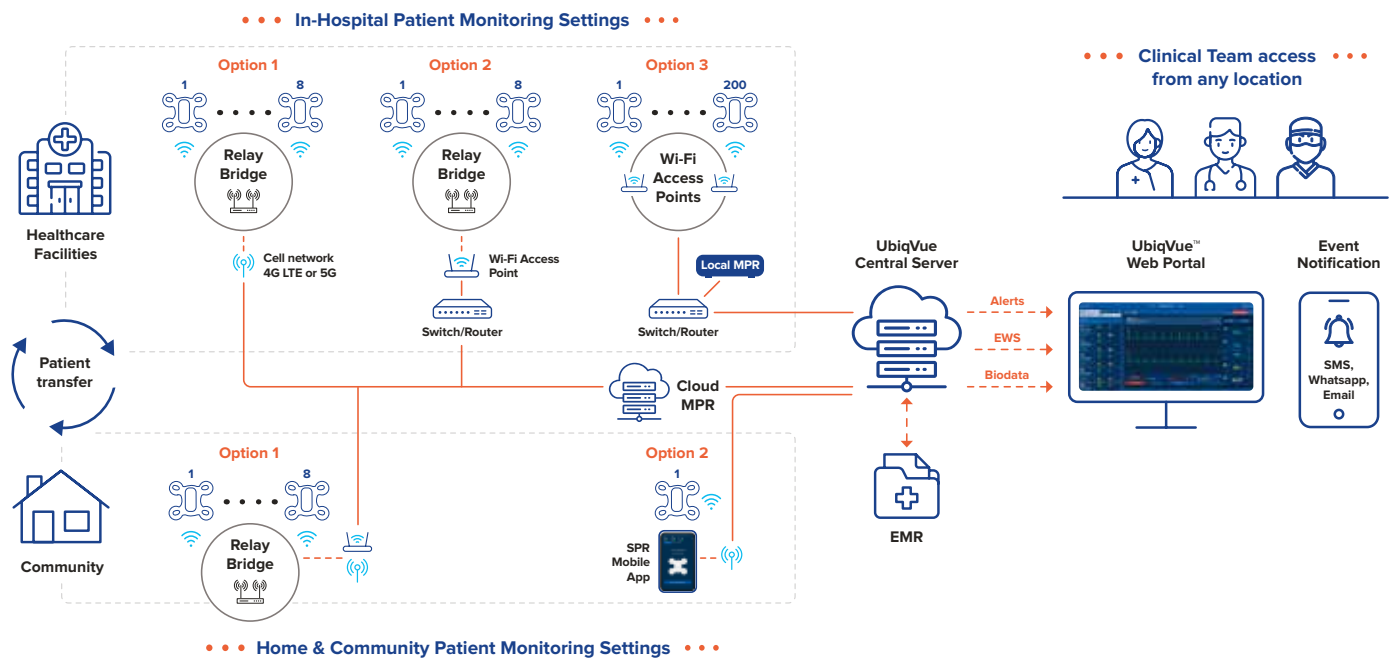 In-Hospital Patient Monitoring Settings
Option 1
Option 2
Option 3
1
8
1
8
1
200
Relay
Bridge
Relay
Bridge
Wi-Fi
Access
Points
Healthcare
Facilities
Cell network
4G LTE or 5G
Wi-Fi Access
Point
Local MPR
Switch/Router
Switch/Router
Patient
transfer
Cloud
MPR
Option 1
Option 2
1
8
1
Relay
Bridge
SPR
Mobile
App
Community
Home & Community Patient Monitoring Settings
Clinical Team access
from any location
UbiqVue
Central Server
UbiqVue™
Web Portal
Event
Notification
Alerts
EWS
Biodata
SMS,
Whatsapp,
Email
EMR